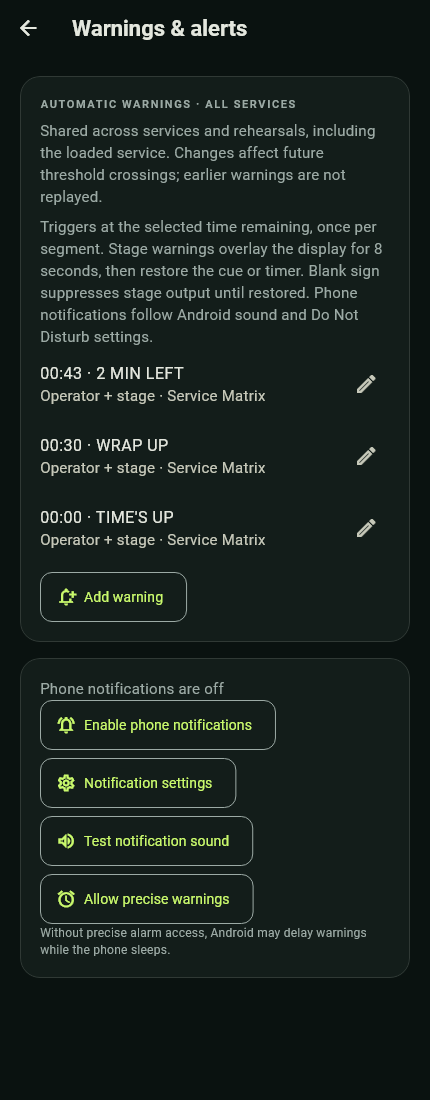 Warnings & alerts
AUTOMATIC WARNINGS · ALL SERVICES
Shared across services and rehearsals, including
the loaded service. Changes affect future
threshold crossings; earlier warnings are not
replayed.
Triggers at the selected time remaining, once per
segment. Stage warnings overlay the display for 8
seconds, then restore the cue or timer. Blank sign
suppresses stage output until restored. Phone
notifications follow Android sound and Do Not
Disturb settings.
00:43 · 2 MIN LEFT
Operator + stage · Service Matrix
00:30 · WRAP UP
Operator + stage · Service Matrix
00:00 · TIME'S UP
Operator + stage · Service Matrix
Add warning
Phone notifications are off
Enable phone notifications
Notification settings
Test notification sound
Allow precise warnings
Without precise alarm access, Android may delay warnings
while the phone sleeps.